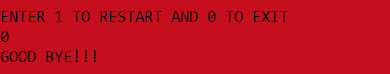 ENTER 1 TO RESTART AND 0 TO EXIT
0
GOOD BYE!!!